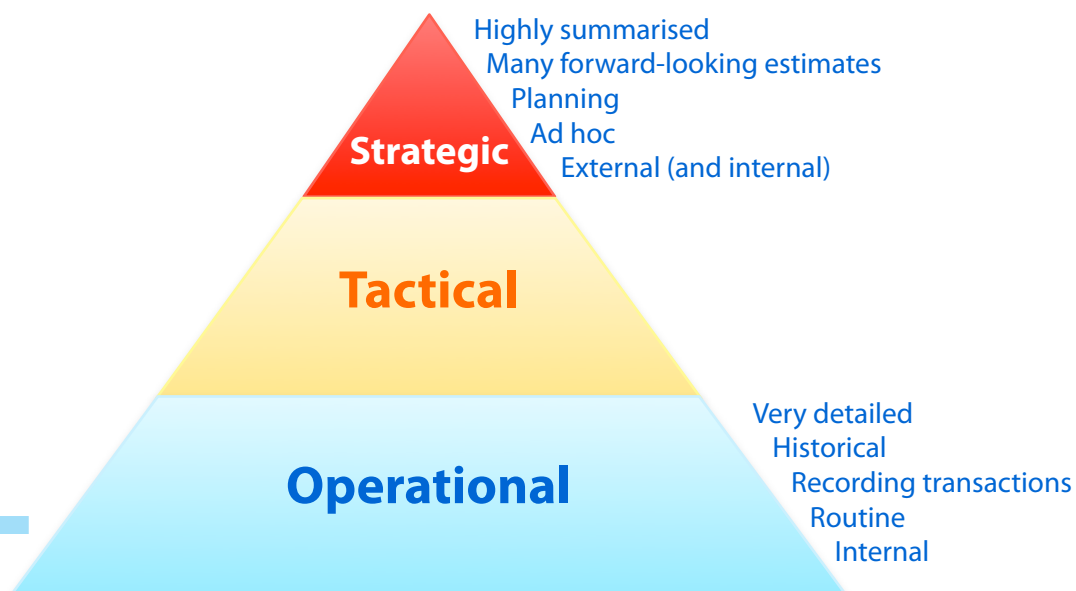 Highly summarised
Many forward-looking estimates
Planning
Ad hoc
External (and internal)
Strategic
Tactical
Very detailed
Historical
Recording transactions
Routine
Internal
Operational